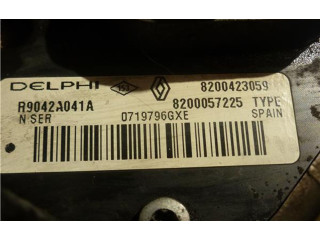 DELPHI 8200423059
R9042A041A 8200057225 TYPE
N SER 0719796GXE SPAIN